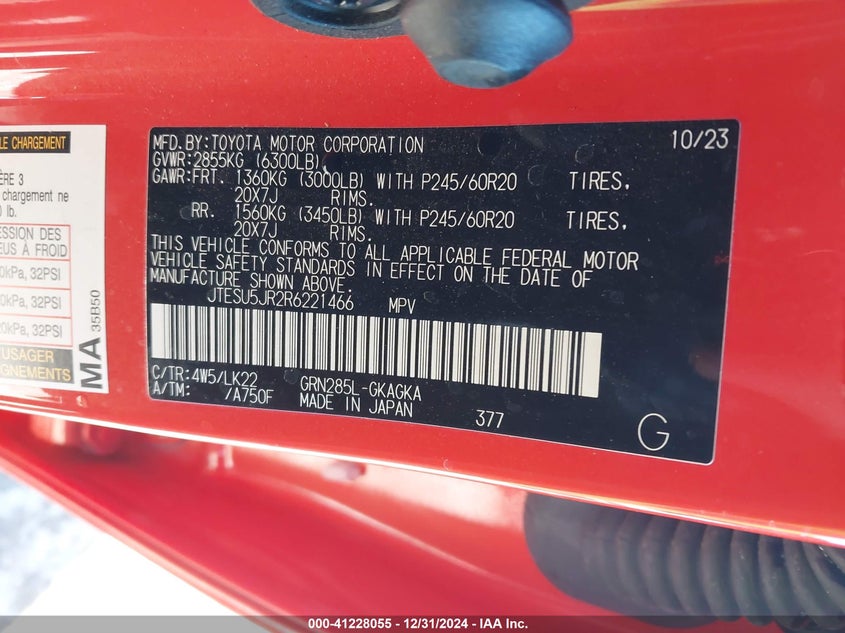 LE CHARGEMENT
ÈRE 3
chargement ne
0 lb.
ESSION DES
EUS À FROID
0kPa, 32PSI
0kPa, 32PSI
20kPa, 32PSI
USAGER
GNEMENTS
MA
35B50
MFD.BY:TOYOTA MOTOR CORPORATION 10/23
GVWR:2855KG (6300LB)
GAWR:FRT. 1360KG (3000LB) WITH P245/60R20 TIRES,
20X7J RIMS.
RR. 1560KG (3450LB) WITH P245/60R20 TIRES,
20X7J RIMS.
THIS VEHICLE CONFORMS TO ALL APPLICABLE FEDERAL MOTOR
VEHICLE SAFETY STANDARDS IN EFFECT ON THE DATE OF
MANUFACTURE SHOWN ABOVE.
JTESU5JR2R6221466 MPV
C/TR:4W5/LK22 GRN285L-GKAGKA
A/TM: /A750F MADE IN JAPAN 377
G
000-41228055 - 12/31/2024 - IAA Inc.